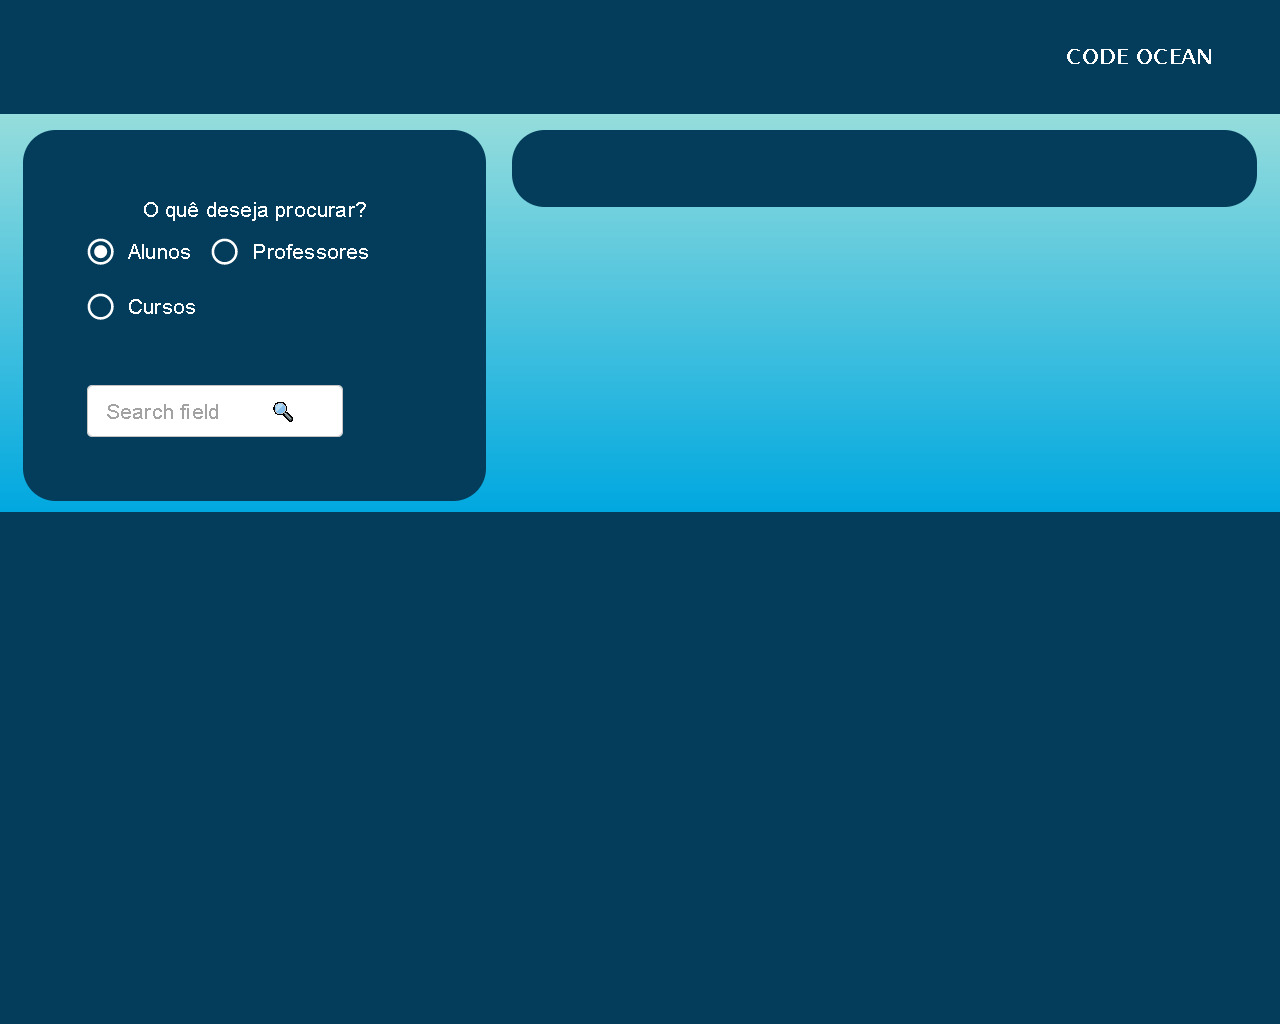 CODE OCEAN
O quê deseja procurar?
Alunos Professores
Cursos
Search field